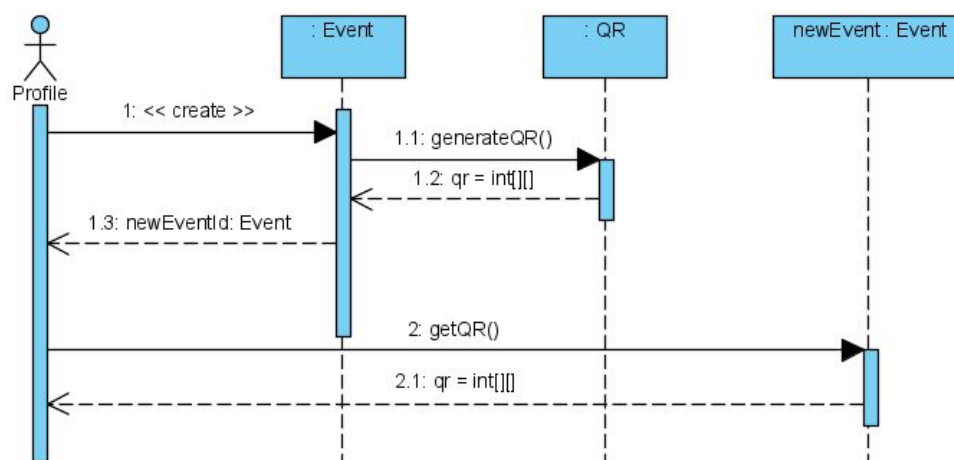 : Event
: QR
newEvent : Event
Profile
1: << create >>
1.1: generateQR()
1.2: qr = int[][]
1.3: newEventId: Event
2: getQR()
2.1: qr = int[][]